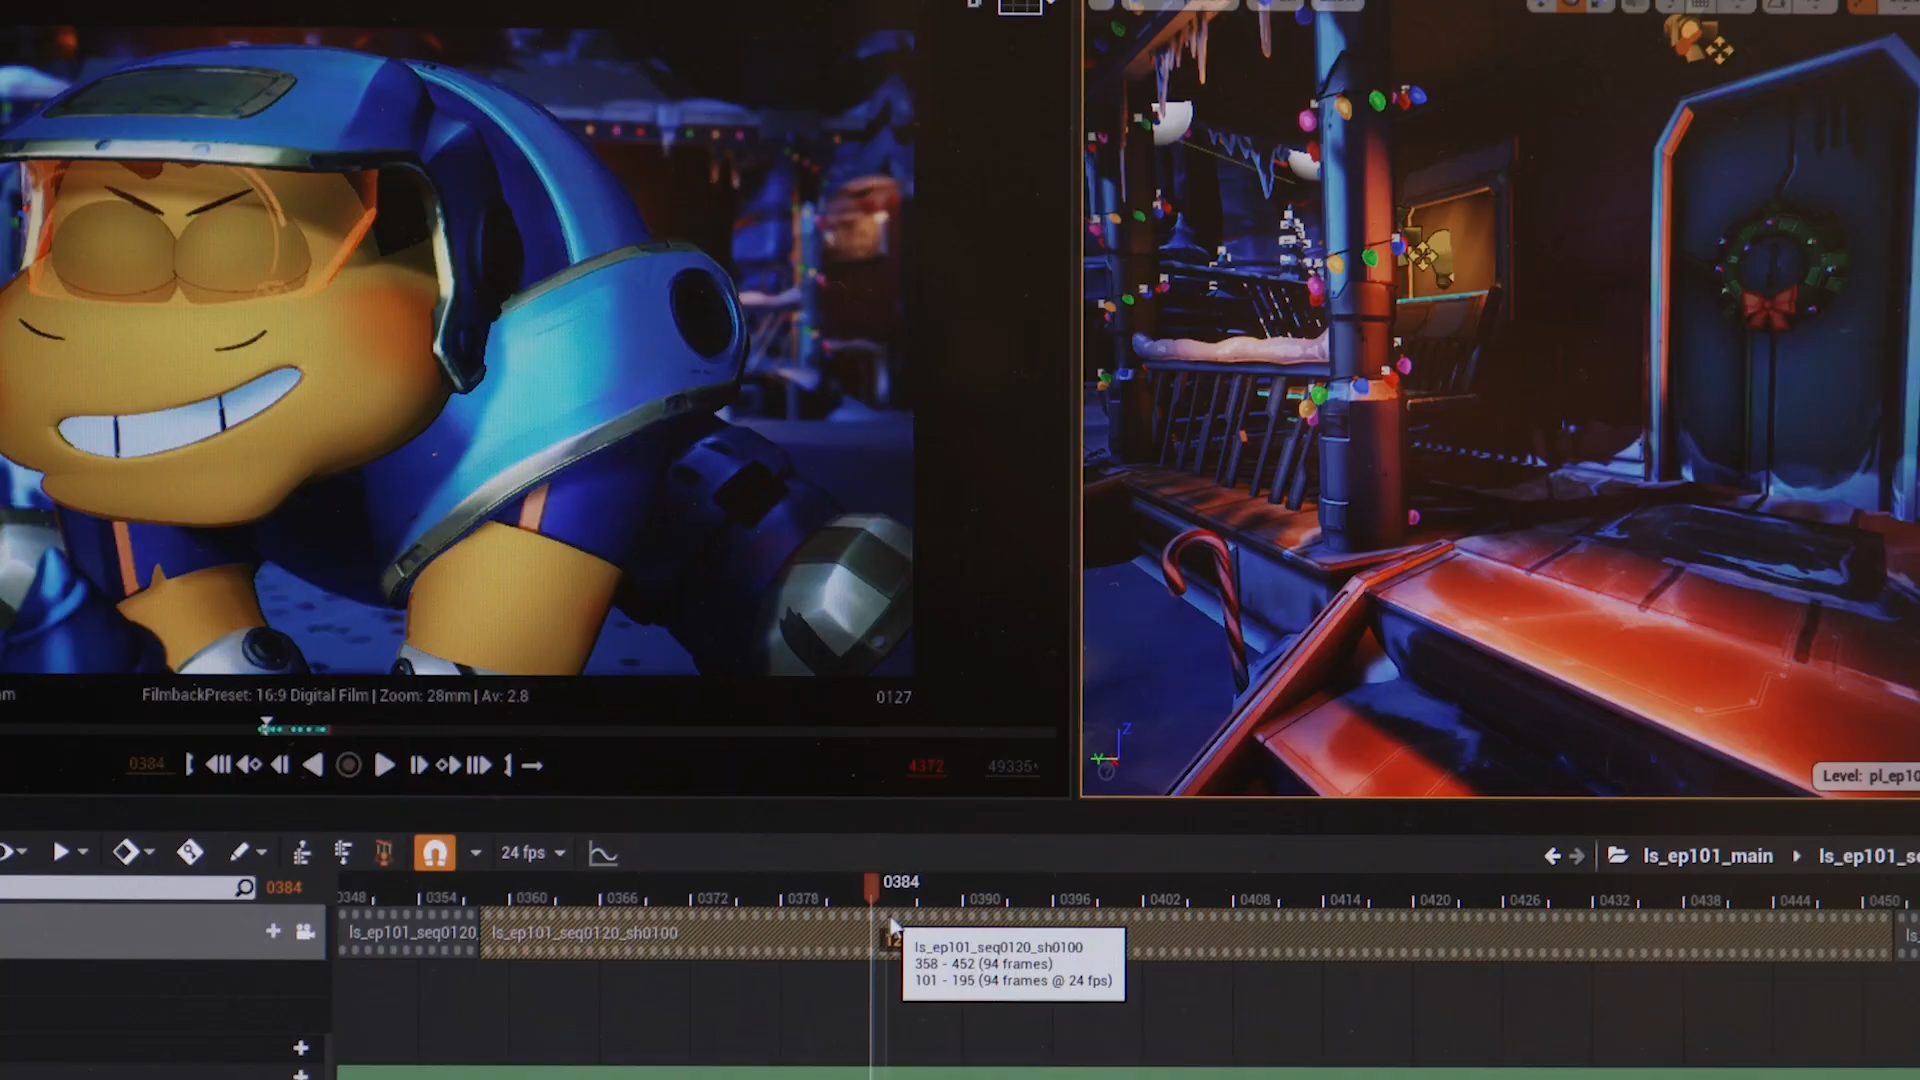 FilmbackPreset: 16:9 Digital Film | Zoom: 28mm | Av: 2.8
0127
0384
4372
49335*
Level: pl_ep10
24 fps
ls_ep101_main
0384
0384
0348 0354 0360 0366 0372 0378 0390 0396 0402 0408 0414 0420 0426 0432 0438 0444 0450
ls_ep101_seq0120
ls_ep101_seq0120_sh0100
ls_ep101_seq0120_sh0100
358 - 452 (94 frames)
101 - 195 (94 frames @ 24 fps)